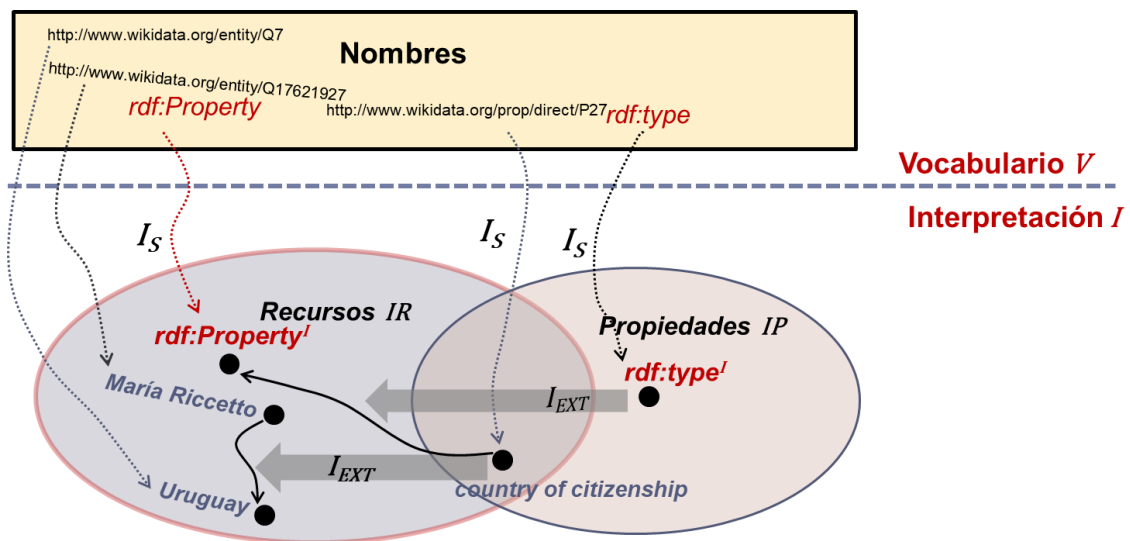 http://www.wikidata.org/entity/Q7
Nombres
http://www.wikidata.org/entity/Q17621927
rdf:Property
http://www.wikidata.org/prop/direct/P27
rdf:type
Vocabulario V
Interpretación I
I_S
I_S
I_S
Recursos IR
Propiedades IP
rdf:Property^I
rdf:type^I
María Riccetto
I_EXT
I_EXT
Uruguay
country of citizenship